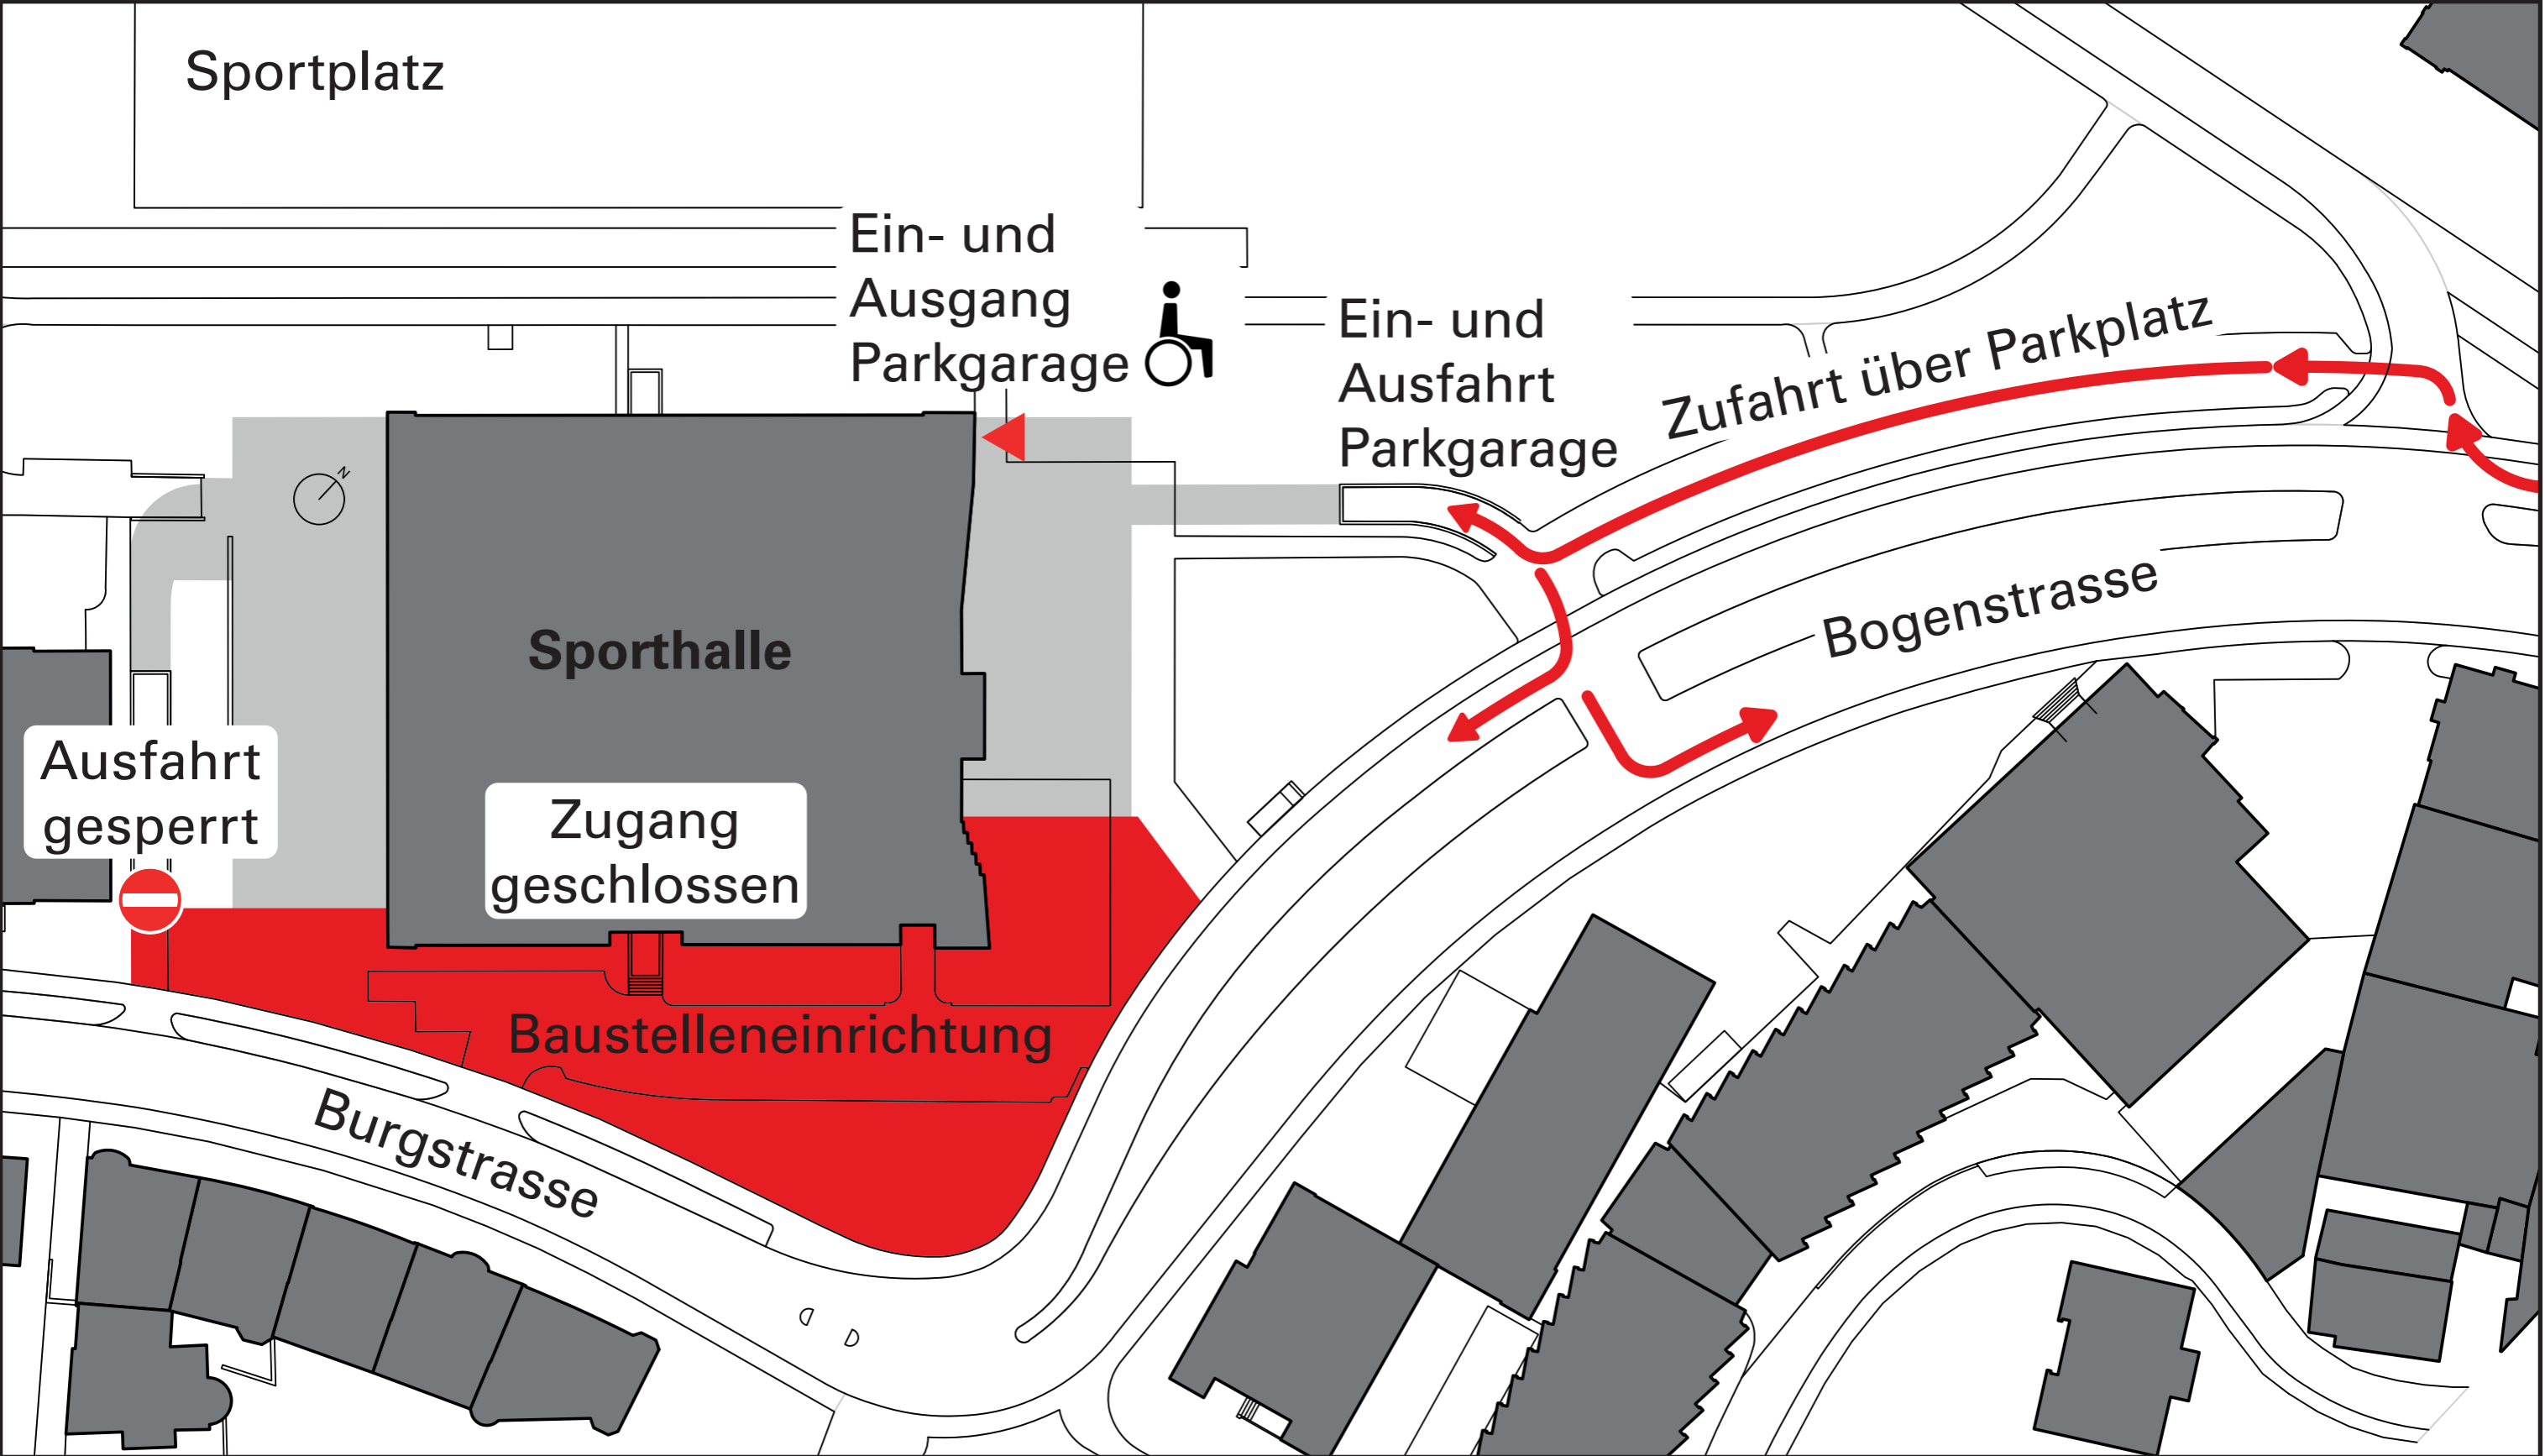 Sportplatz
Ein- und
Ausgang
Parkgarage
Ein- und
Ausfahrt
Parkgarage
Zufahrt über Parkplatz
N
Bogenstrasse
Sporthalle
Ausfahrt
gesperrt
Zugang
geschlossen
Baustelleneinrichtung
Burgstrasse